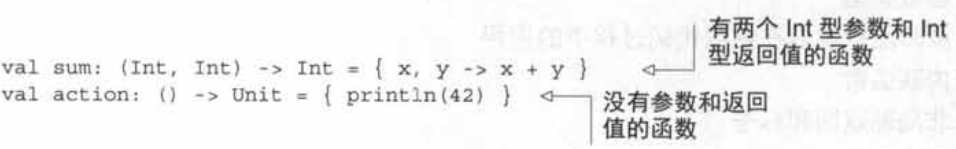 有两个 Int 型参数和 Int
型返回值的函数
val sum: (Int, Int) -> Int = { x, y -> x + y }
val action: () -> Unit = { println(42) }
没有参数和返回
值的函数